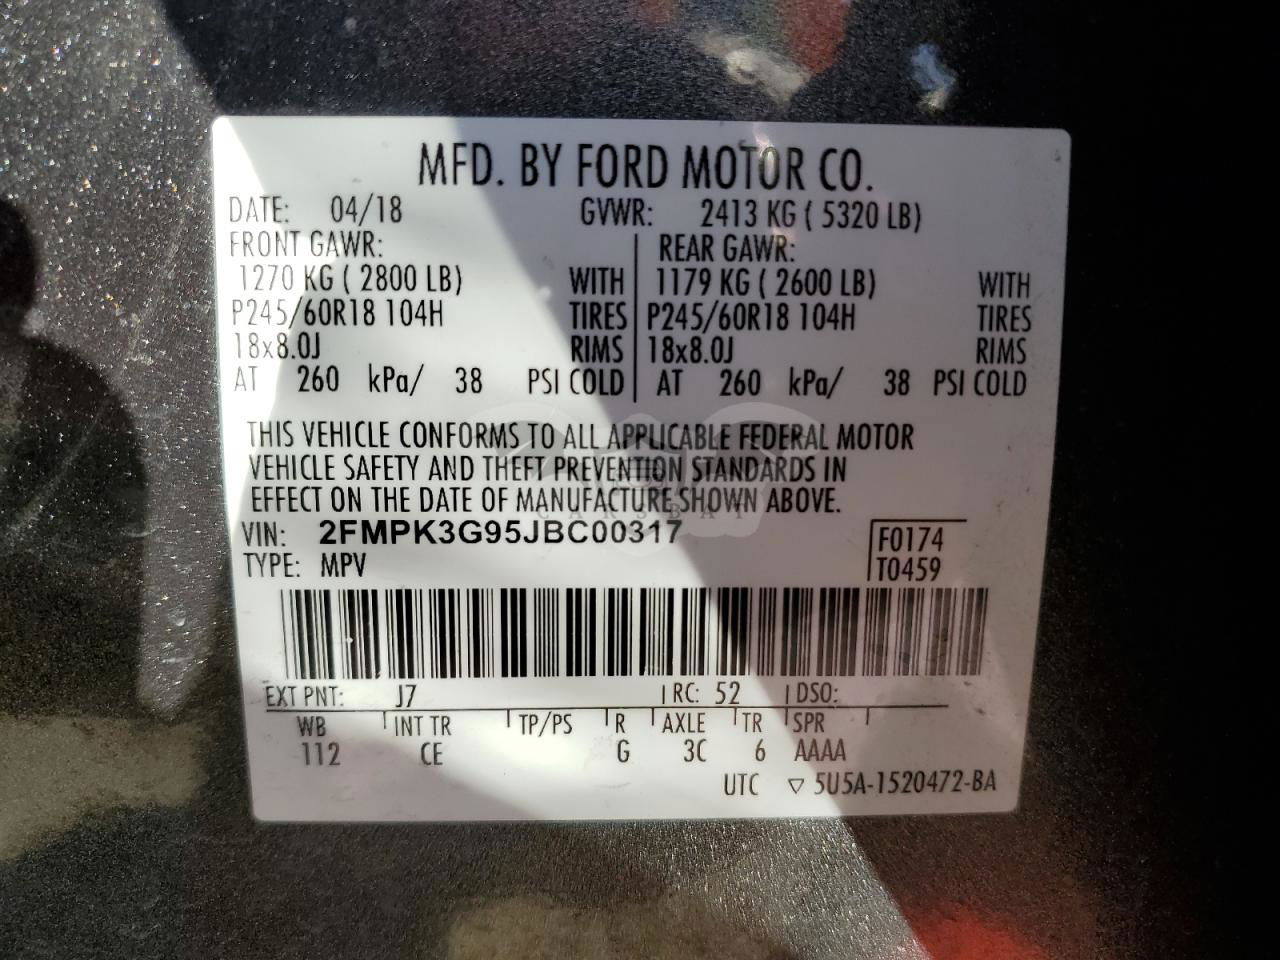 MFD. BY FORD MOTOR CO.
DATE: 04/18 GVWR: 2413 KG ( 5320 LB)
FRONT GAWR: REAR GAWR:
1270 KG ( 2800 LB) WITH 1179 KG ( 2600 LB) WITH
P245/60R18 104H TIRES P245/60R18 104H TIRES
18x8.0J RIMS 18x8.0J RIMS
AT 260 kPa/ 38 PSI COLD AT 260 kPa/ 38 PSI COLD
THIS VEHICLE CONFORMS TO ALL APPLICABLE FEDERAL MOTOR
VEHICLE SAFETY AND THEFT PREVENTION STANDARDS IN
EFFECT ON THE DATE OF MANUFACTURE SHOWN ABOVE.
CARSBAT
VIN: 2FMPK3G95JBC00317 F0174
TYPE: MPV T0459
EXT PNT: J7 RC: 52 DSO:
WB INT TR TP/PS R AXLE TR SPR
112 CE G 3C 6 AAAA
UTC ▽ 5U5A-1520472-BA